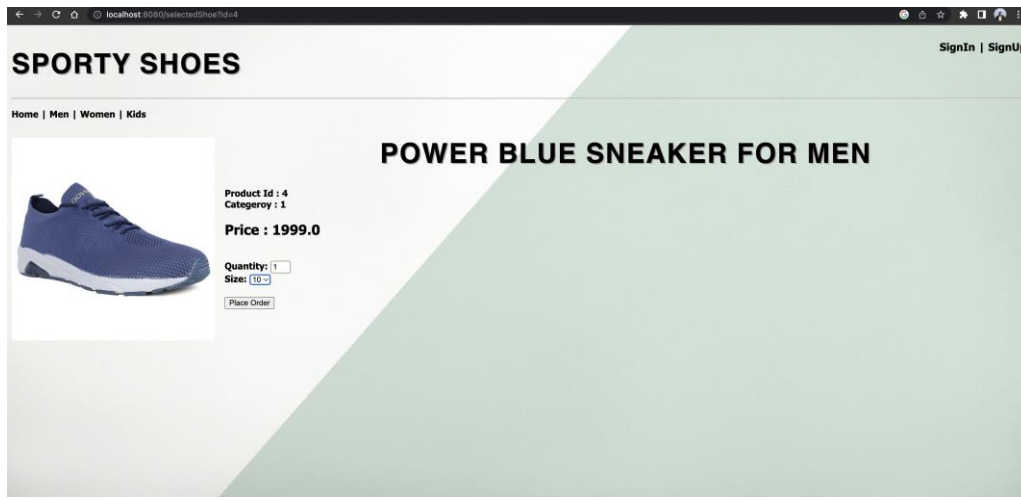 localhost:8080/selectedShoe?id=4
SignIn | SignUp
SPORTY SHOES
Home | Men | Women | Kids
POWER BLUE SNEAKER FOR MEN
Product Id : 4
Categeroy : 1
Price : 1999.0
Quantity: 1
Size: 10
Place Order